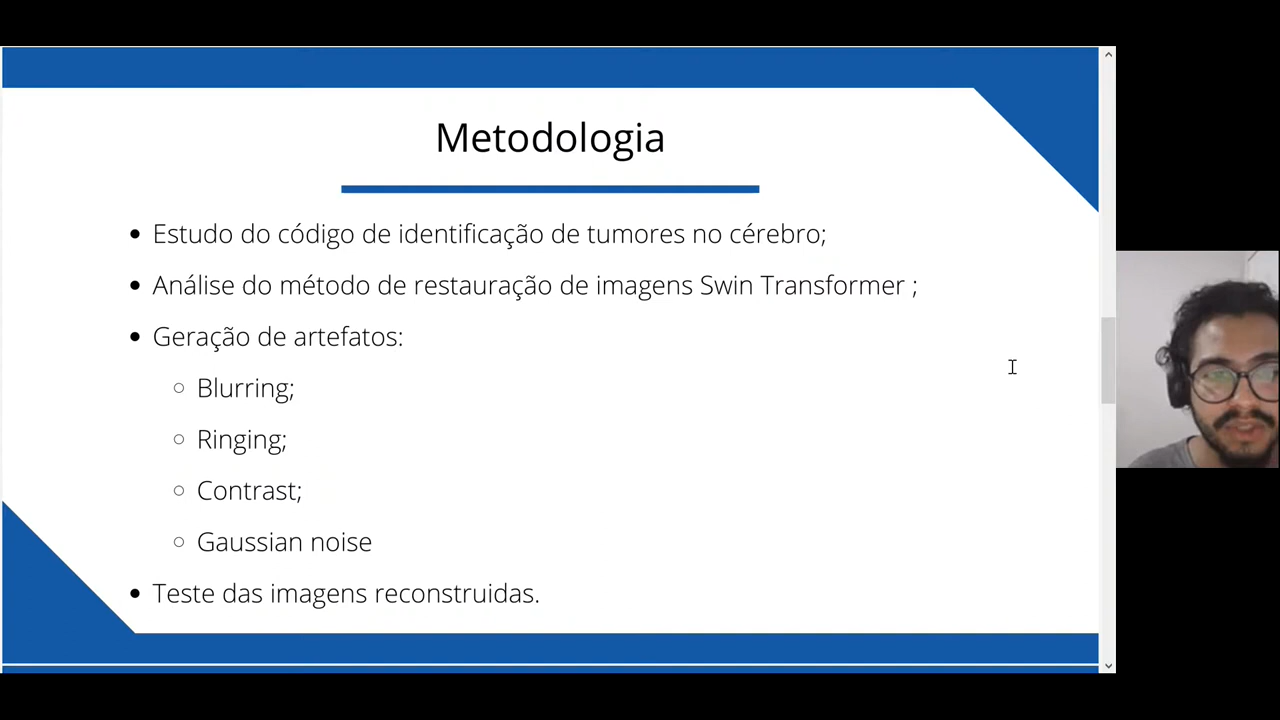 Metodologia
Estudo do código de identificação de tumores no cérebro;
Análise do método de restauração de imagens Swin Transformer ;
Geração de artefatos:
Blurring;
Ringing;
Contrast;
Gaussian noise
Teste das imagens reconstruidas.